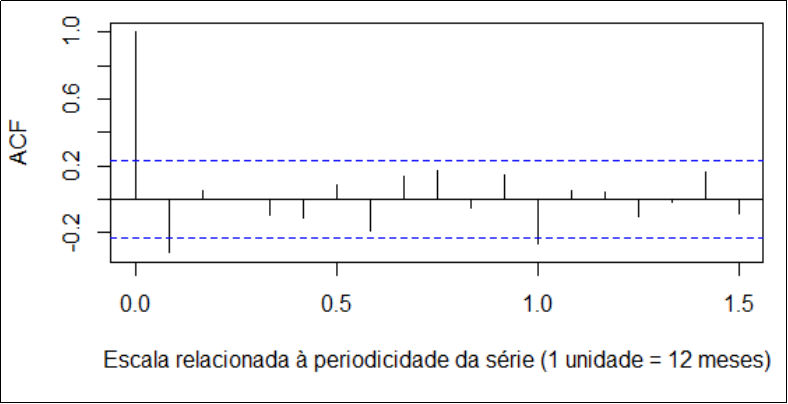 1.0
0.6
0.2
-0.2
ACF
0.0 0.5 1.0 1.5
Escala relacionada à periodicidade da série (1 unidade = 12 meses)